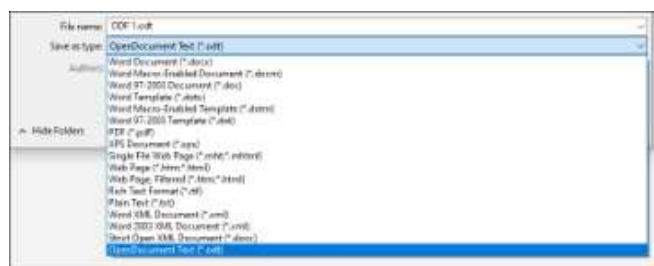 File name: ODF 1.odt
Save as type: OpenDocument Text (*.odt)
Authors:
Word Document (*.docx)
Word Macro-Enabled Document (*.docm)
Word 97-2003 Document (*.doc)
Word Template (*.dotx)
Word Macro-Enabled Template (*.dotm)
Word 97-2003 Template (*.dot)
PDF (*.pdf)
XPS Document (*.xps)
Single File Web Page (*.mht;*.mhtml)
Web Page (*.htm;*.html)
Web Page, Filtered (*.htm;*.html)
Rich Text Format (*.rtf)
Plain Text (*.txt)
Word XML Document (*.xml)
Word 2003 XML Document (*.xml)
Strict Open XML Document (*.docx)
OpenDocument Text (*.odt)
Hide Folders